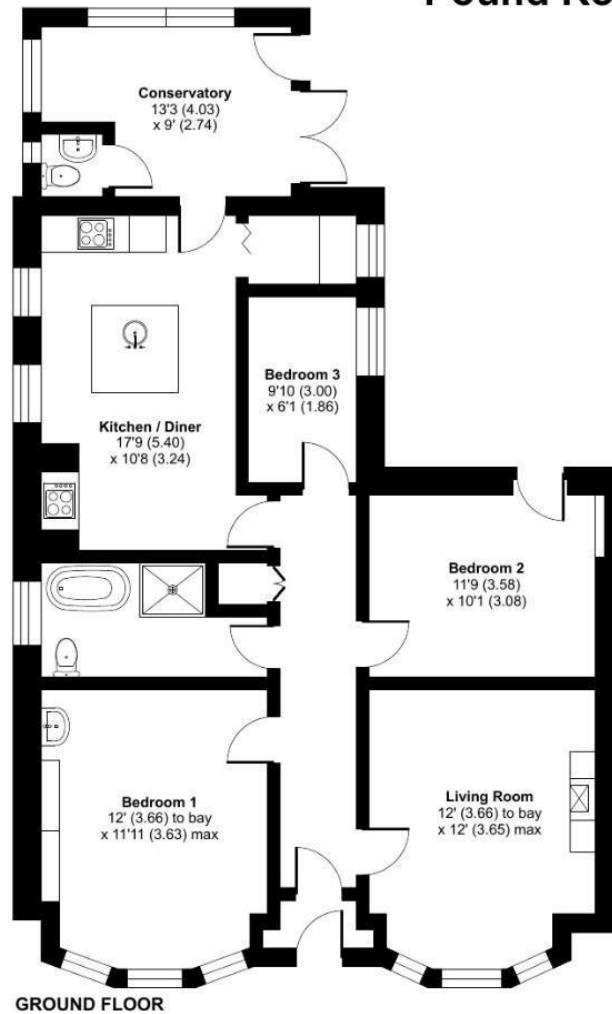 Conservatory
13'3 (4.03)
x 9' (2.74)
Bedroom 3
9'10 (3.00)
x 6'1 (1.86)
Kitchen / Diner
17'9 (5.40)
x 10'8 (3.24)
Bedroom 2
11'9 (3.58)
x 10'1 (3.08)
Bedroom 1
12' (3.66) to bay
x 11'11 (3.63) max
Living Room
12' (3.66) to bay
x 12' (3.65) max
GROUND FLOOR